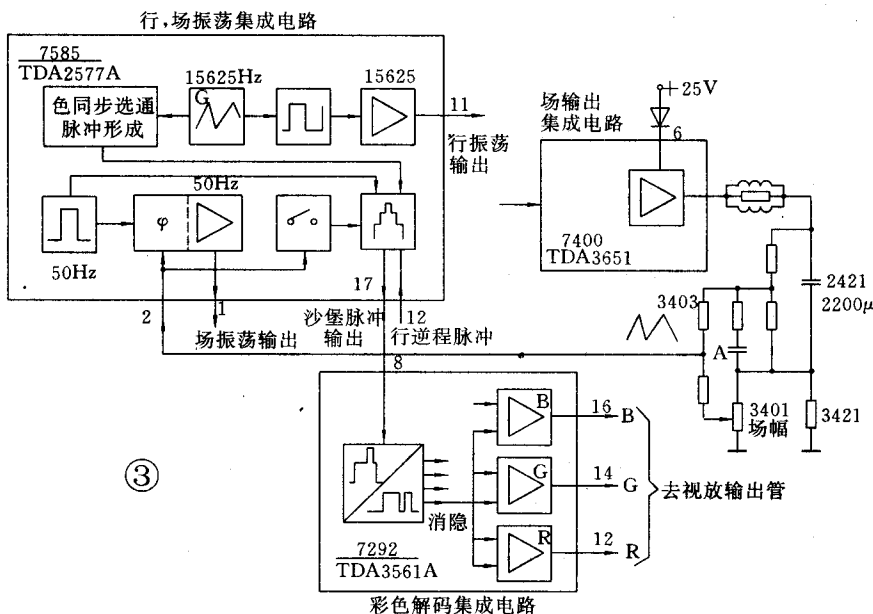 行,场振荡集成电路
7585
TDA2577A
15625Hz
15625
G
色同步选通
脉冲形成
11
行振荡
输出
50Hz
φ
50Hz
17
2
1
12
场振荡输出
沙堡脉冲
输出
行逆程脉冲
8
+25V
场输出
集成电路
6
7400
TDA3651
3403
2421
2200μ
A
3401
场幅
3421
③
消隐
B
16
B
G
14
G
R
12
R
去视放输出管
7292
TDA3561A
彩色解码集成电路